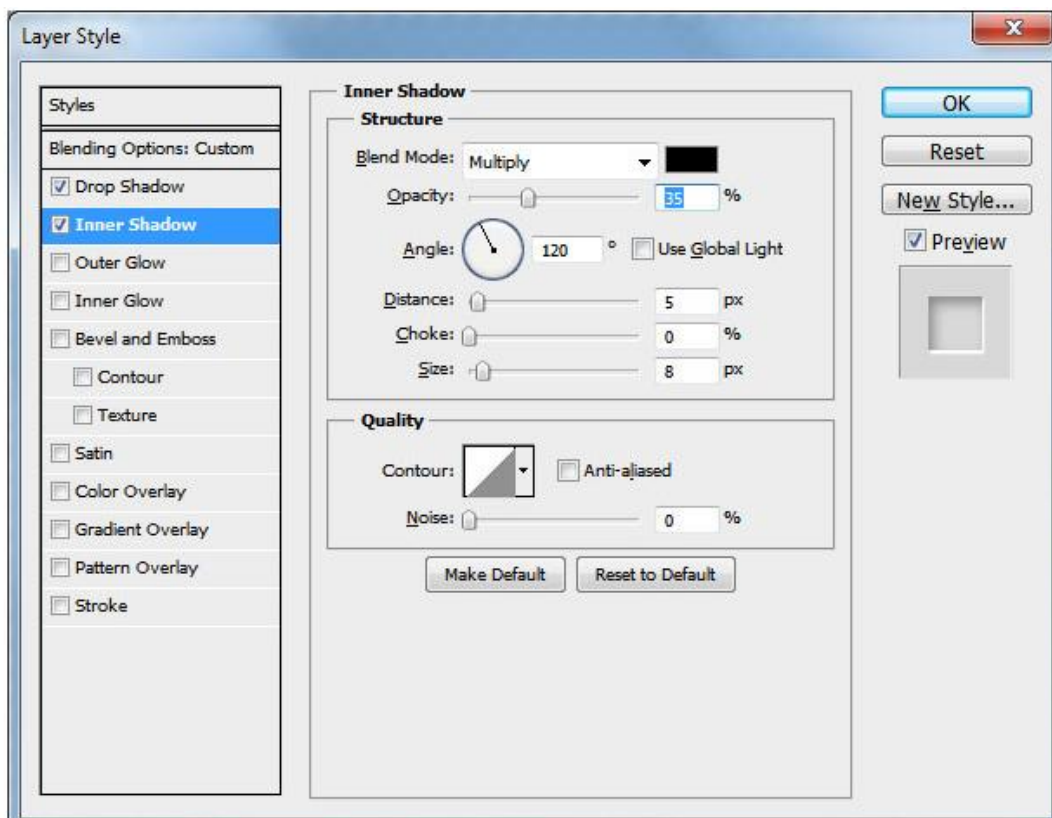 Layer Style
X
Styles
Blending Options: Custom
Drop Shadow
Inner Shadow
Outer Glow
Inner Glow
Bevel and Emboss
Contour
Texture
Satin
Color Overlay
Gradient Overlay
Pattern Overlay
Stroke
Inner Shadow
Structure
Blend Mode: Multiply
Opacity: 35 %
Angle: 120 ° Use Global Light
Distance: 5 px
Choke: 0 %
Size: 8 px
Quality
Contour: Anti-aliased
Noise: 0 %
Make Default Reset to Default
OK
Reset
New Style...
Preview